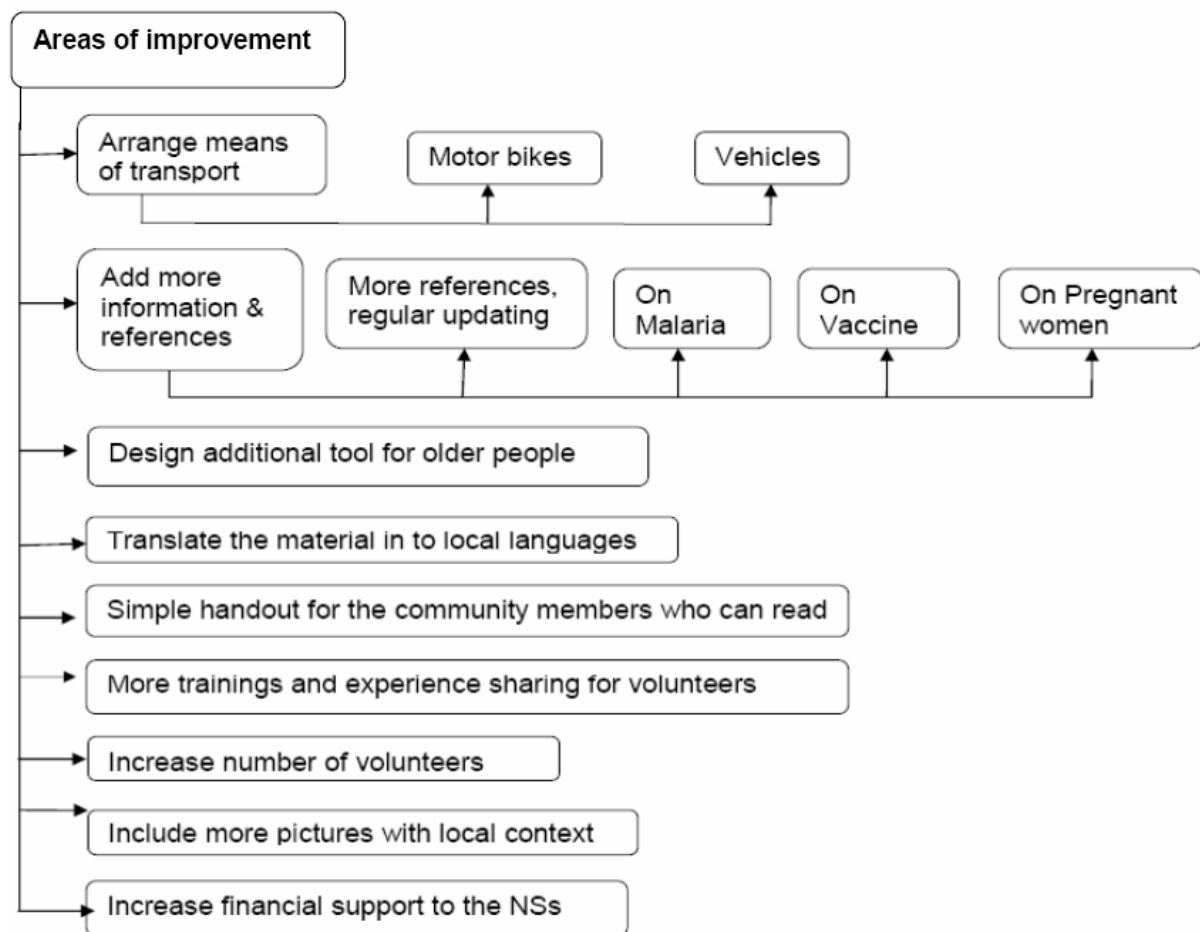 Areas of improvement
Arrange means
of transport
Motor bikes
Vehicles
Add more
information &
references
More references,
regular updating
On
Malaria
On
Vaccine
On Pregnant
women
Design additional tool for older people
Translate the material in to local languages
Simple handout for the community members who can read
More trainings and experience sharing for volunteers
Increase number of volunteers
Include more pictures with local context
Increase financial support to the NSs